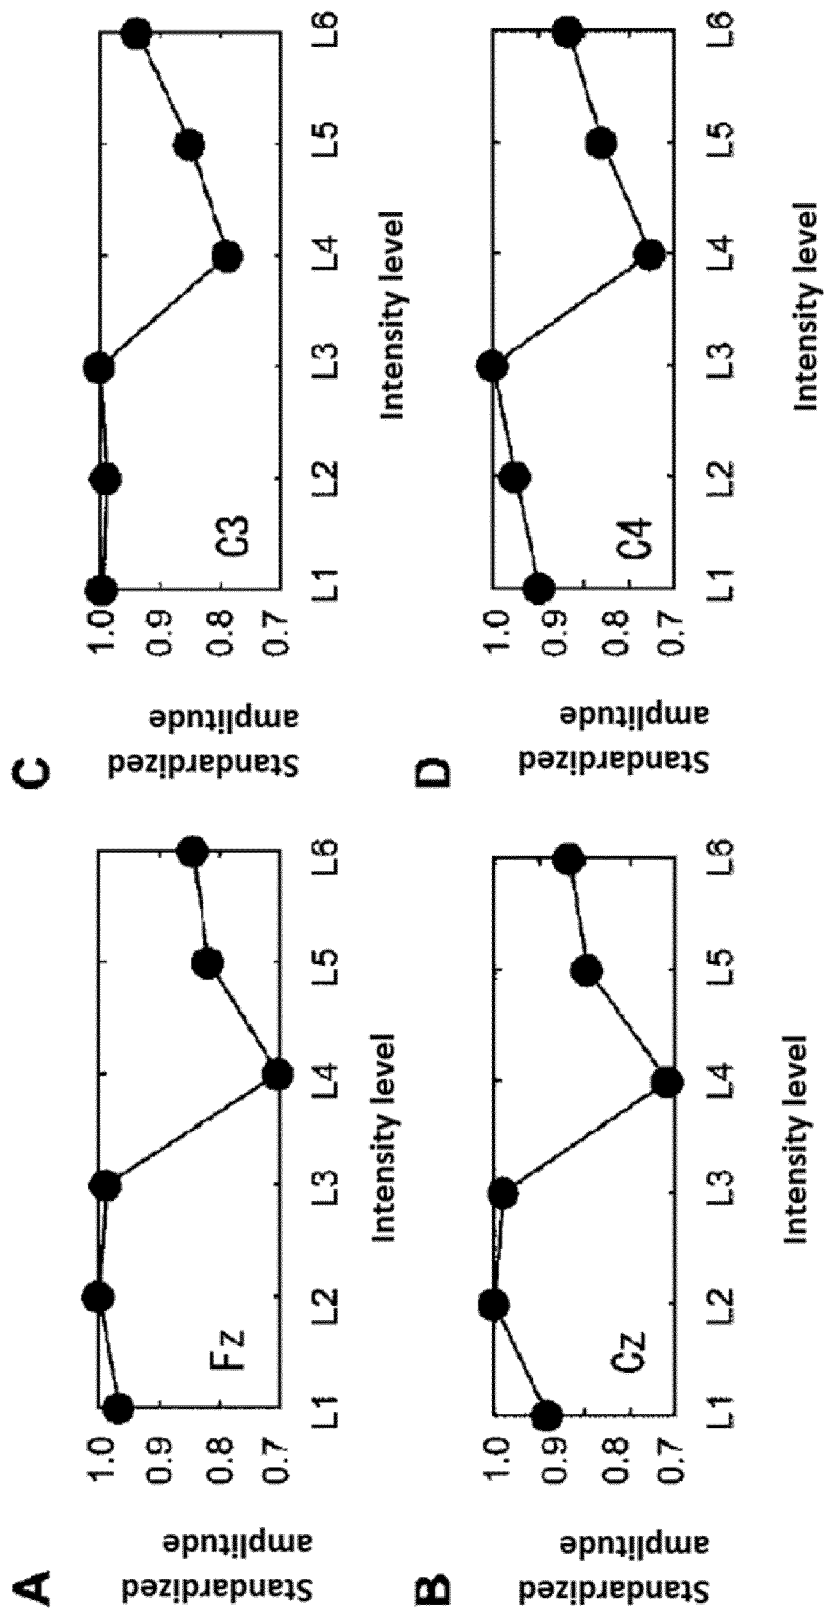 A
Standardized
amplitude
1.0
0.9
0.8
0.7
Fz
L1 L2 L3 L4 L5 L6
Intensity level
C
Standardized
amplitude
1.0
0.9
0.8
0.7
C3
L1 L2 L3 L4 L5 L6
Intensity level
B
Standardized
amplitude
1.0
0.9
0.8
0.7
Cz
L1 L2 L3 L4 L5 L6
Intensity level
D
Standardized
amplitude
1.0
0.9
0.8
0.7
C4
L1 L2 L3 L4 L5 L6
Intensity level